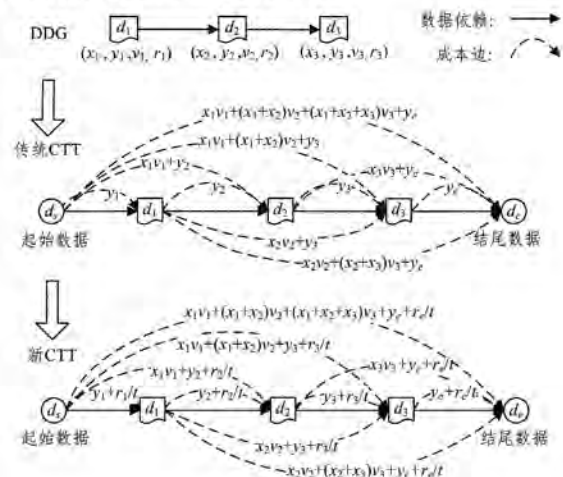 DDG d₁ d₂ d₃ 数据依赖:
(x₁, y₁, v₁, r₁) (x₂, y₂, v₂, r₂) (x₃, y₃, v₃, r₃) 成本边:
x₁v₁+(x₁+x₂)v₂+(x₁+x₂+x₃)v₃+yₑ
传统CTT x₁v₁+(x₁+x₂)v₂+y₃
x₁v₁+y₂ x₃v₃+yₑ
y₁ y₂ y₃ yₑ
dₛ d₁ d₂ d₃ dₑ
起始数据 x₂v₂+y₃ 结尾数据
x₂v₂+(x₂+x₃)v₃+yₑ
x₁v₁+(x₁+x₂)v₂+(x₁+x₂+x₃)v₃+yₑ+rₑ/t
新CTT x₁v₁+(x₁+x₂)v₂+y₃+r₃/t
x₁v₁+y₂+r₂/t x₃v₃+yₑ+rₑ/t
y₁+r₁/t y₂+r₂/t y₃+r₃/t yₑ+rₑ/t
dₛ d₁ d₂ d₃ dₑ
起始数据 x₂v₂+y₃+r₃/t 结尾数据
x₂v₂+(x₂+x₃)v₃+yₑ+rₑ/t